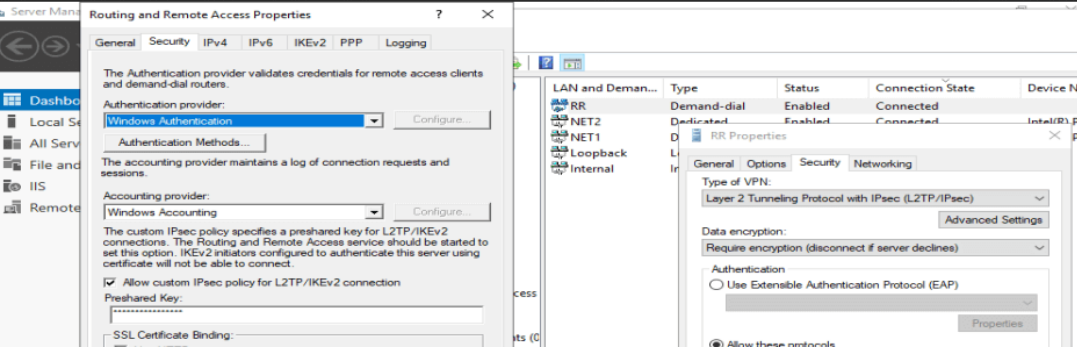 Server Mana
Routing and Remote Access Properties
?
General Security IPv4 IPv6 IKEv2 PPP Logging
The Authentication provider validates credentials for remote access clients
and demand-dial routers.
Authentication provider:
Windows Authentication
Configure...
Authentication Methods...
The accounting provider maintains a log of connection requests and
sessions.
Accounting provider:
Windows Accounting
Configure...
The custom IPsec policy specifies a preshared key for L2TP/IKEv2
connections. The Routing and Remote Access service should be started to
set this option. IKEv2 initiators configured to authenticate this server using
certificate will not be able to connect.
Allow custom IPsec policy for L2TP/IKEv2 connection
Preshared Key:
****************
SSL Certificate Binding:
Dashbo
Local Se
All Serv
File and
IIS
Remote
cess
nts (0
LAN and Deman... Type Status Connection State Device N
RR Demand-dial Enabled Connected
NET2 Dedicated Enabled Connected Intel(R) P
NET1 D
Loopback L
Internal Ir
RR Properties
General Options Security Networking
Type of VPN:
Layer 2 Tunneling Protocol with IPsec (L2TP/IPsec)
Advanced Settings
Data encryption:
Require encryption (disconnect if server declines)
Authentication
Use Extensible Authentication Protocol (EAP)
Properties
Allow these protocols